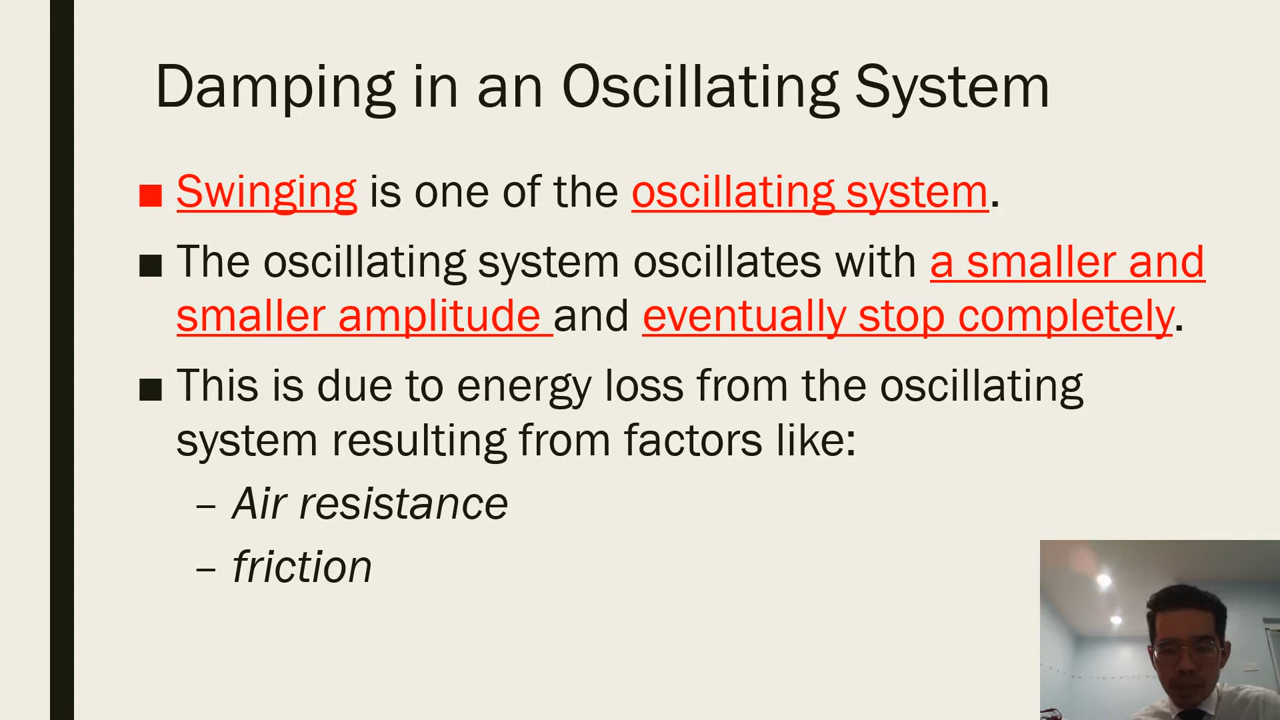 Damping in an Oscillating System
■ Swinging is one of the oscillating system.
■ The oscillating system oscillates with a smaller and
smaller amplitude and eventually stop completely.
■ This is due to energy loss from the oscillating
system resulting from factors like:
– Air resistance
– friction